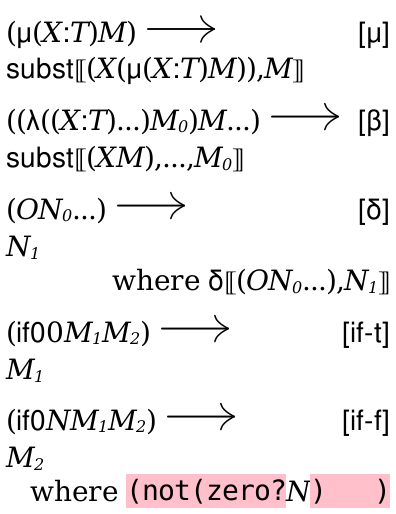 (μ(X:T)M) ⟶ [μ]
subst⟦(X(μ(X:T)M)),M⟧
((λ((X:T)...)M₀)M...) ⟶ [β]
subst⟦(XM),...,M₀⟧
(ON₀...) ⟶ [δ]
N₁
where δ⟦(ON₀...),N₁⟧
(if00M₁M₂) ⟶ [if-t]
M₁
(if0NM₁M₂) ⟶ [if-f]
M₂
where (not(zero?N) )